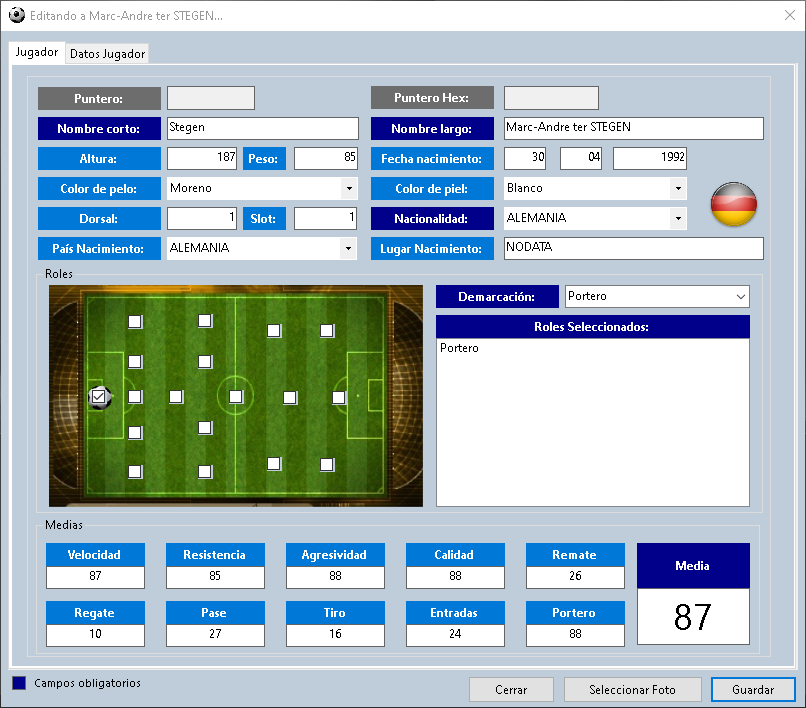 Editando a Marc-Andre ter STEGEN...
Jugador Datos Jugador
Puntero: Puntero Hex:
Nombre corto: Stegen Nombre largo: Marc-Andre ter STEGEN
Altura: 187 Peso: 85 Fecha nacimiento: 30 04 1992
Color de pelo: Moreno Color de piel: Blanco
Dorsal: 1 Slot: 1 Nacionalidad: ALEMANIA
País Nacimiento: ALEMANIA Lugar Nacimiento: NODATA
Roles
Demarcación: Portero
Roles Seleccionados:
Portero
Medias
Velocidad Resistencia Agresividad Calidad Remate
87 85 88 88 26
Media
87
Regate Pase Tiro Entradas Portero
10 27 16 24 88
Campos obligatorios
Cerrar Seleccionar Foto Guardar